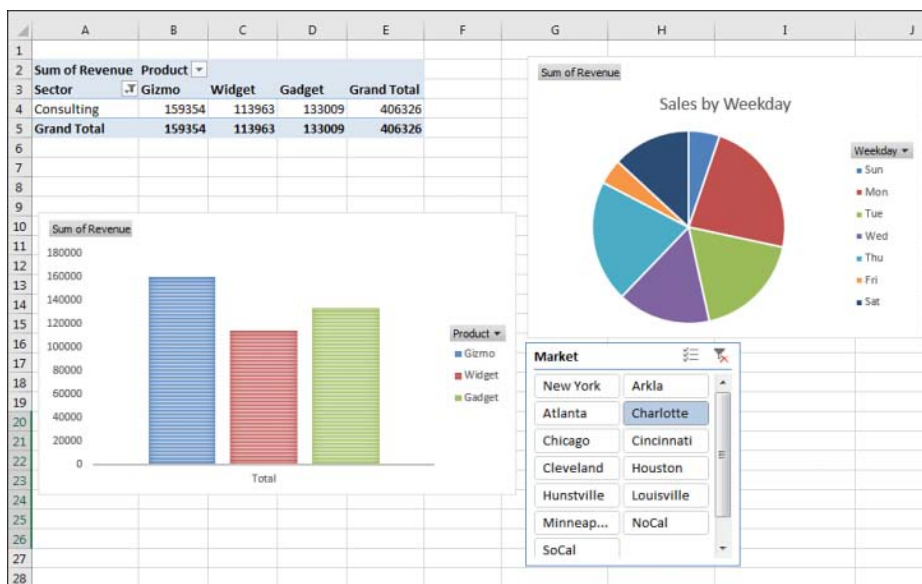 A B C D E F G H I J
1
2 Sum of Revenue Product
3 Sector Gizmo Widget Gadget Grand Total
4 Consulting 159354 113963 133009 406326
5 Grand Total 159354 113963 133009 406326
6
7
8
9
10
11
12
13
14
15
16
17
18
19
20
21
22
23
24
25
26
27
28
Sum of Revenue
180000
160000
140000
120000
100000
80000
60000
40000
20000
0
Total
Product
Gizmo
Widget
Gadget
Sum of Revenue
Sales by Weekday
Weekday
Sun
Mon
Tue
Wed
Thu
Fri
Sat
Market
New York Arkla
Atlanta Charlotte
Chicago Cincinnati
Cleveland Houston
Hunstville Louisville
Minneap... NoCal
SoCal